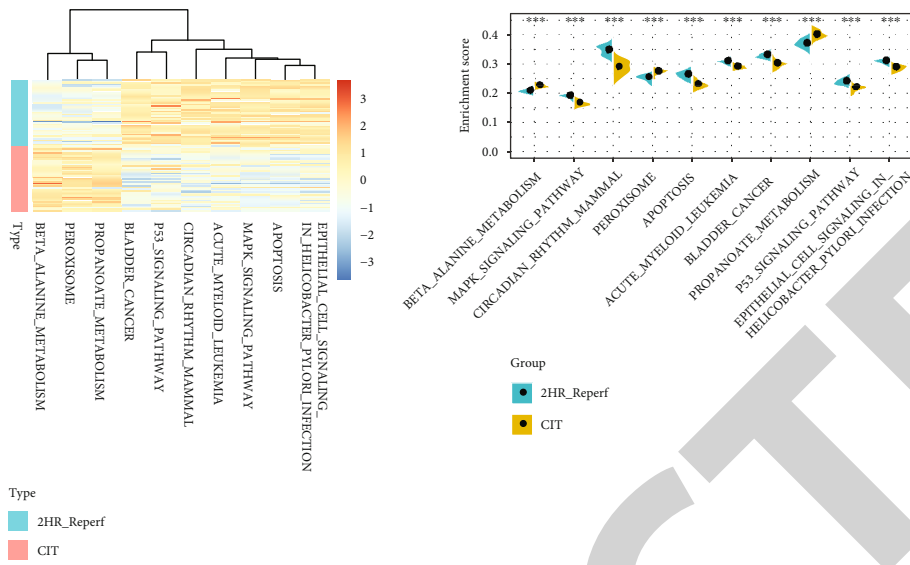 3
2
1
0
−1
−2
−3
Type
BETA_ALANINE_METABOLISM
PEROXISOME
PROPANOATE_METABOLISM
BLADDER_CANCER
P53_SIGNALING_PATHWAY
CIRCADIAN_RHYTHM_MAMMAL
ACUTE_MYELOID_LEUKEMIA
MAPK_SIGNALING_PATHWAY
APOPTOSIS
EPITHELIAL_CELL_SIGNALING_
IN_HELICOBACTER_PYLORI_INFECTION
Type
2HR_Reperf
CIT
*** *** *** *** *** *** *** *** *** ***
Enrichment score
0.4
0.3
0.2
0.1
0.0
BETA_ALANINE_METABOLISM
MAPK_SIGNALING_PATHWAY
CIRCADIAN_RHYTHM_MAMMAL
PEROXISOME
APOPTOSIS
ACUTE_MYELOID_LEUKEMIA
BLADDER_CANCER
PROPANOATE_METABOLISM
P53_SIGNALING_PATHWAY
EPITHELIAL_CELL_SIGNALING_IN_
HELICOBACTER_PYLORI_INFECTION
Group
2HR_Reperf
CIT